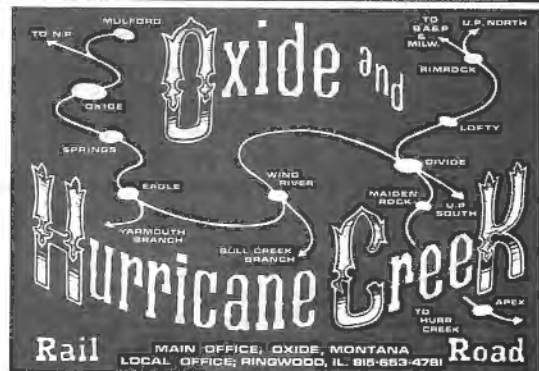 MULFORD
TO N.P.
OXIDE
SPRINGS
EAGLE
YARMOUTH
BRANCH
Oxide and
TO
B.A.&P.
&
MILW.
U.P. NORTH
RIMROCK
LOFTY
DIVIDE
WIND
RIVER
MAIDEN
ROCK
U.P.
SOUTH
BULL CREEK
BRANCH
Hurricane Creek
TO
HURR
CREEK
APEX
Rail Road
MAIN OFFICE; OXIDE, MONTANA
LOCAL OFFICE; RINGWOOD, IL. 815-653-4781